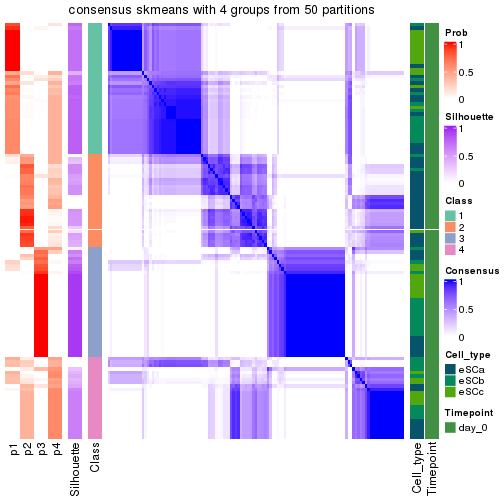 consensus skmeans with 4 groups from 50 partitions
Prob
1
0.5
0
Silhouette
1
0.5
0
Class
1
2
3
4
Consensus
1
0.5
0
Cell_type
eSCa
eSCb
eSCc
Timepoint
day_0
p1
p2
p3
p4
Silhouette
Class
Cell_type
Timepoint